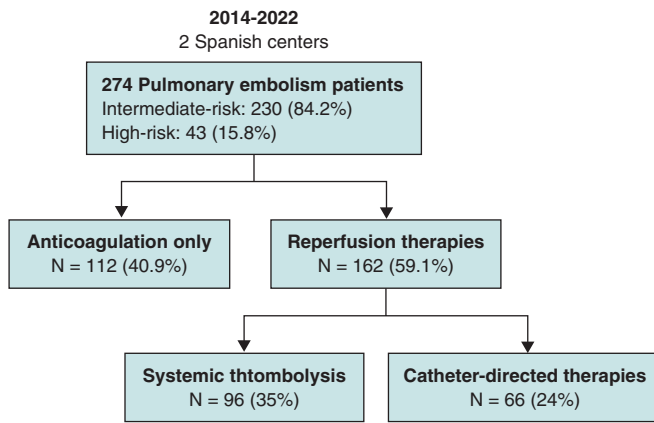 2014-2022
2 Spanish centers
274 Pulmonary embolism patients
Intermediate-risk: 230 (84.2%)
High-risk: 43 (15.8%)
Anticoagulation only
N = 112 (40.9%)
Reperfusion therapies
N = 162 (59.1%)
Systemic thtombolysis
N = 96 (35%)
Catheter-directed therapies
N = 66 (24%)